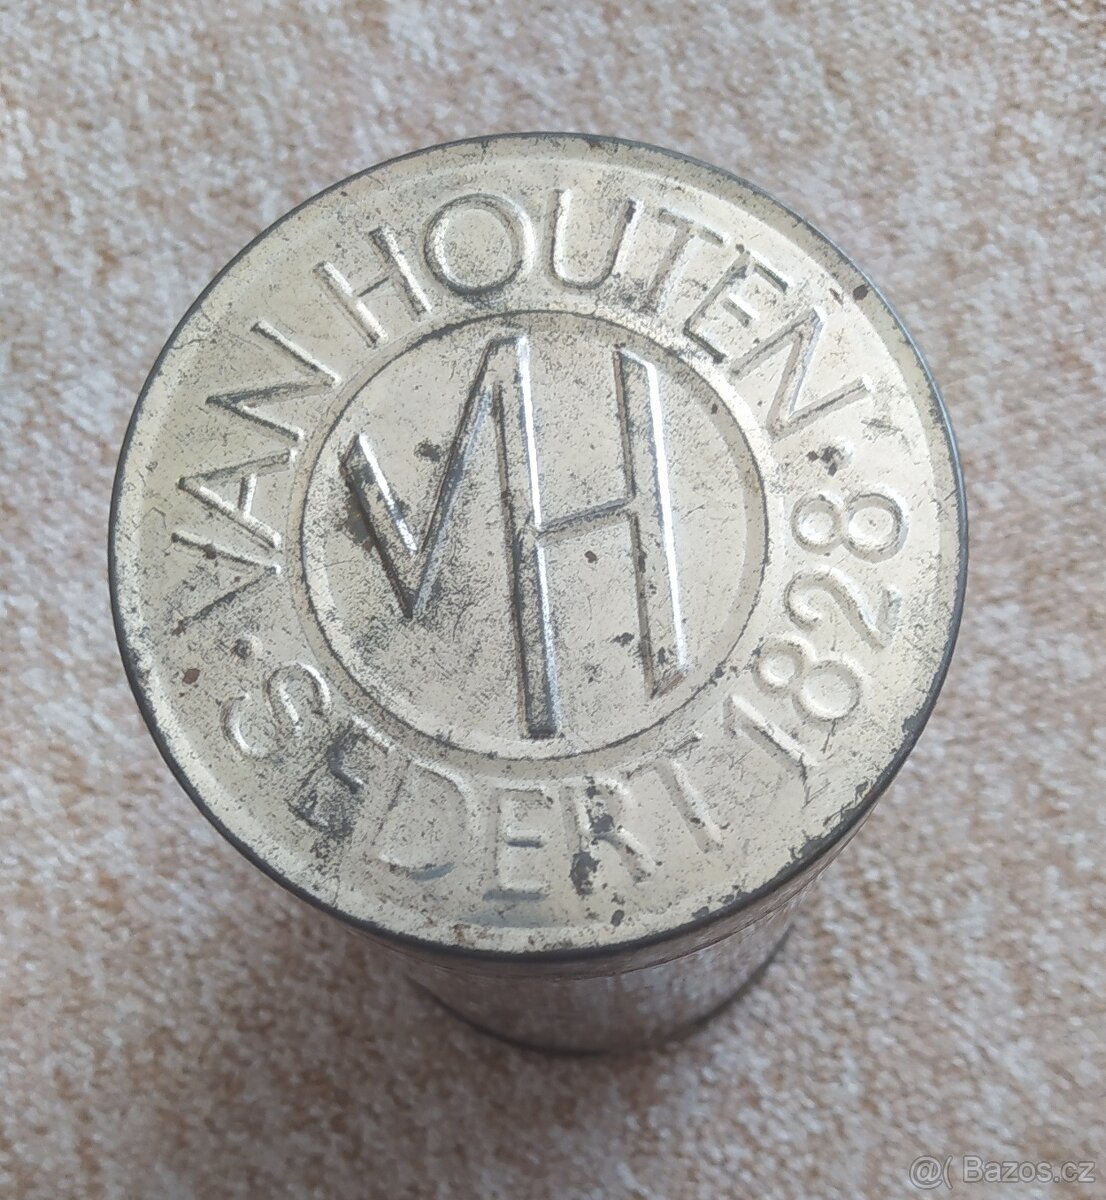 VAN HOUTEN
· SEDERT 1828 ·
VH
@( Bazos.cz